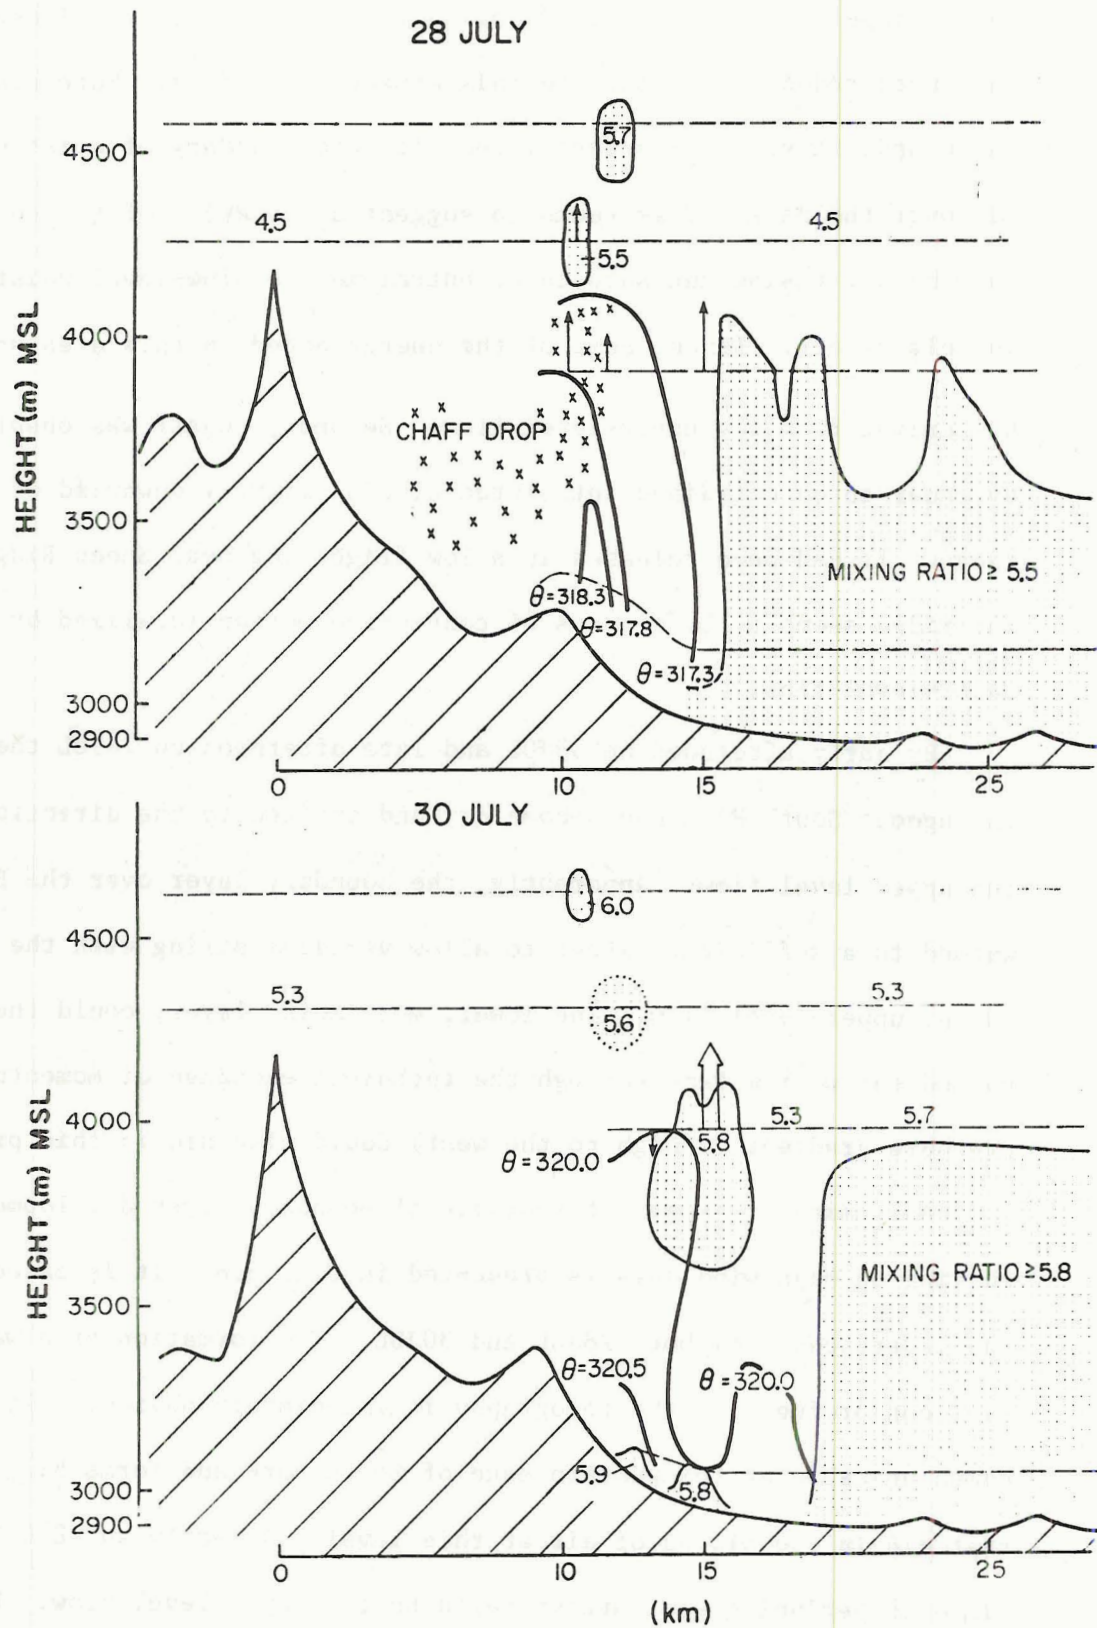 28 JULY
4500
4000
3500
3000
2900
HEIGHT (m) MSL
5.7
4.5
4.5
5.5
CHAFF DROP
MIXING RATIO ≥ 5.5
θ=318.3
θ=317.8
θ=317.3
0
10
15
25
30 JULY
4500
4000
3500
3000
2900
HEIGHT (m) MSL
6.0
5.3
5.3
5.6
5.3
5.7
5.8
θ=320.0
MIXING RATIO ≥ 5.8
θ=320.5
θ=320.0
5.9
5.8
0
10
15
25
(km)